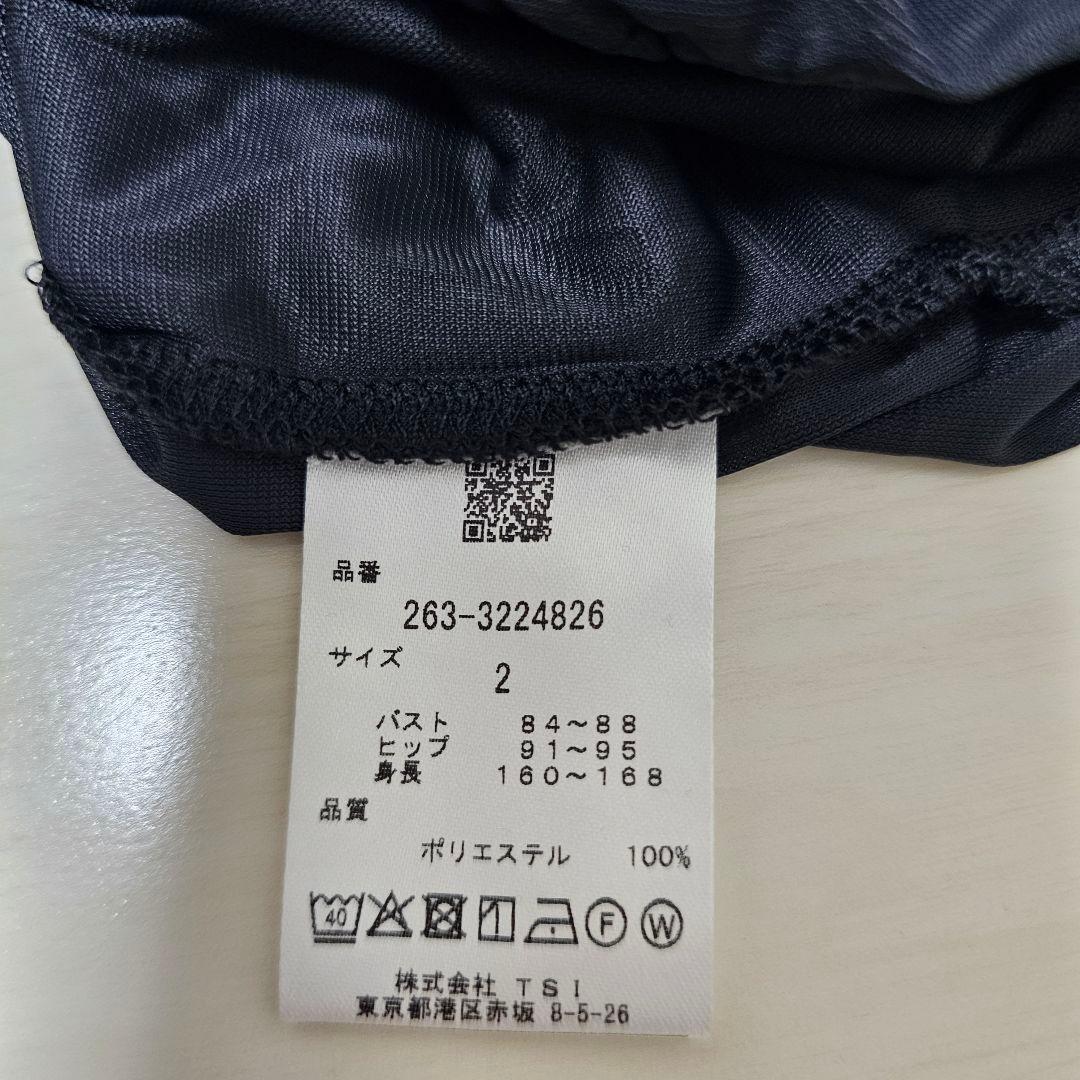 品番
263-3224826
サイズ
2
バスト 84～88
ヒップ 91～95
身長 160～168
品質
ポリエステル 100%
40 F W
株式会社 TSI
東京都港区赤坂 8-5-26